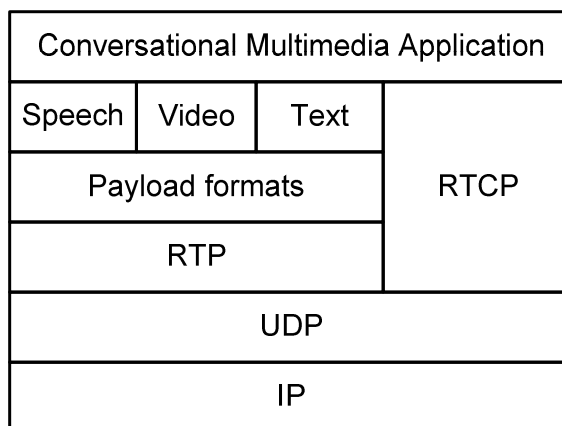 Conversational Multimedia Application
Speech
Video
Text
Payload formats
RTCP
RTP
UDP
IP